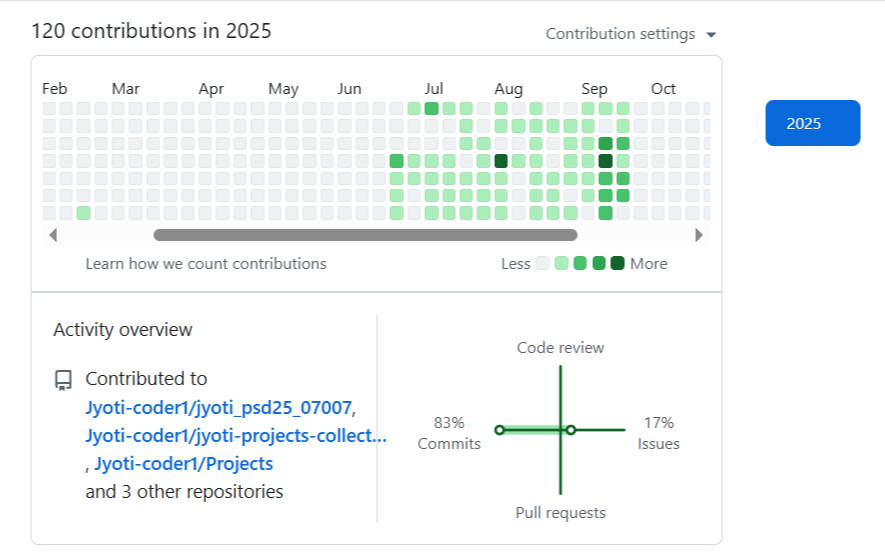 120 contributions in 2025
Contribution settings
Feb Mar Apr May Jun Jul Aug Sep Oct
2025
Learn how we count contributions
Less More
Activity overview
Contributed to
Jyoti-coder1/jyoti_psd25_07007,
Jyoti-coder1/jyoti-projects-collect...
, Jyoti-coder1/Projects
and 3 other repositories
Code review
83%
Commits
17%
Issues
Pull requests